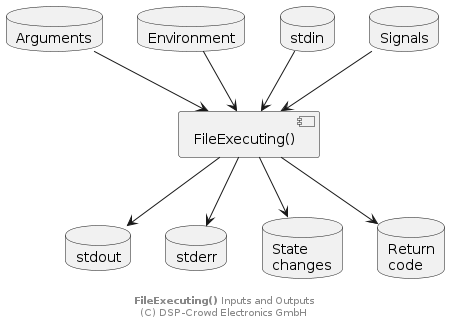 Arguments
Environment
stdin
Signals
FileExecuting()
stdout
stderr
State
changes
Return
code
FileExecuting() Inputs and Outputs
(C) DSP-Crowd Electronics GmbH